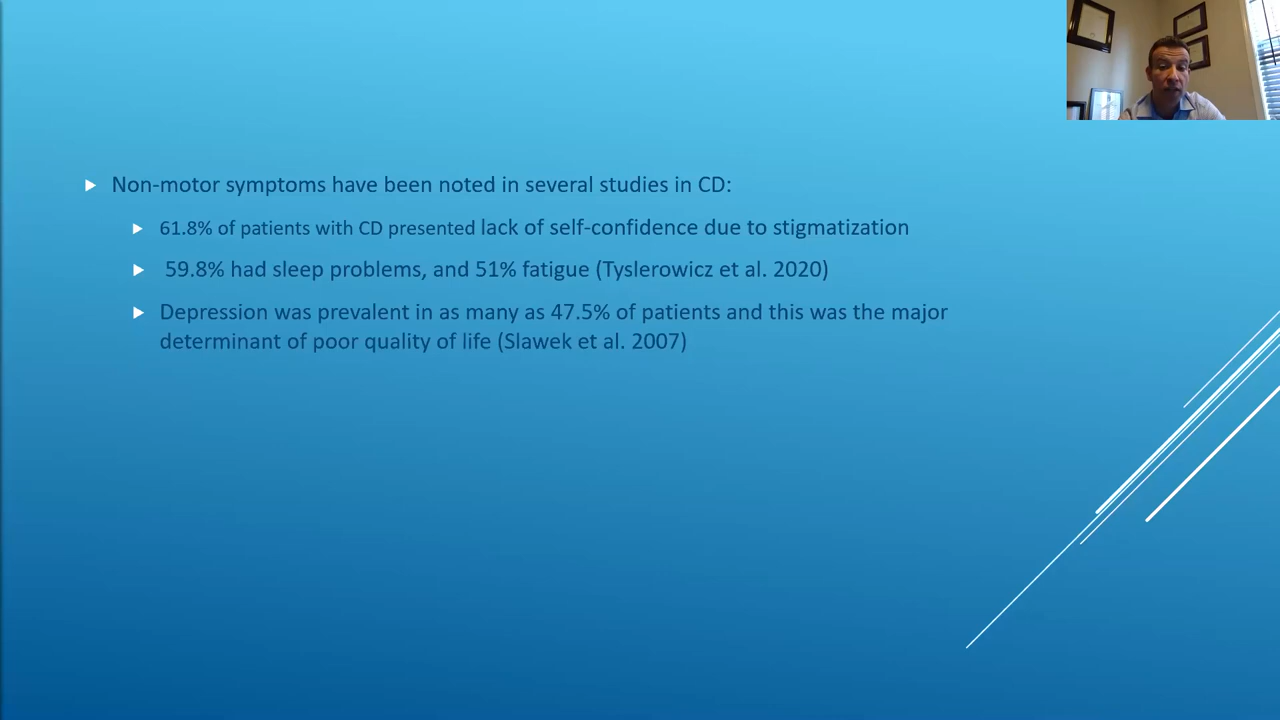 Non-motor symptoms have been noted in several studies in CD:
61.8% of patients with CD presented lack of self-confidence due to stigmatization
59.8% had sleep problems, and 51% fatigue (Tyslerowicz et al. 2020)
Depression was prevalent in as many as 47.5% of patients and this was the major
determinant of poor quality of life (Slawek et al. 2007)